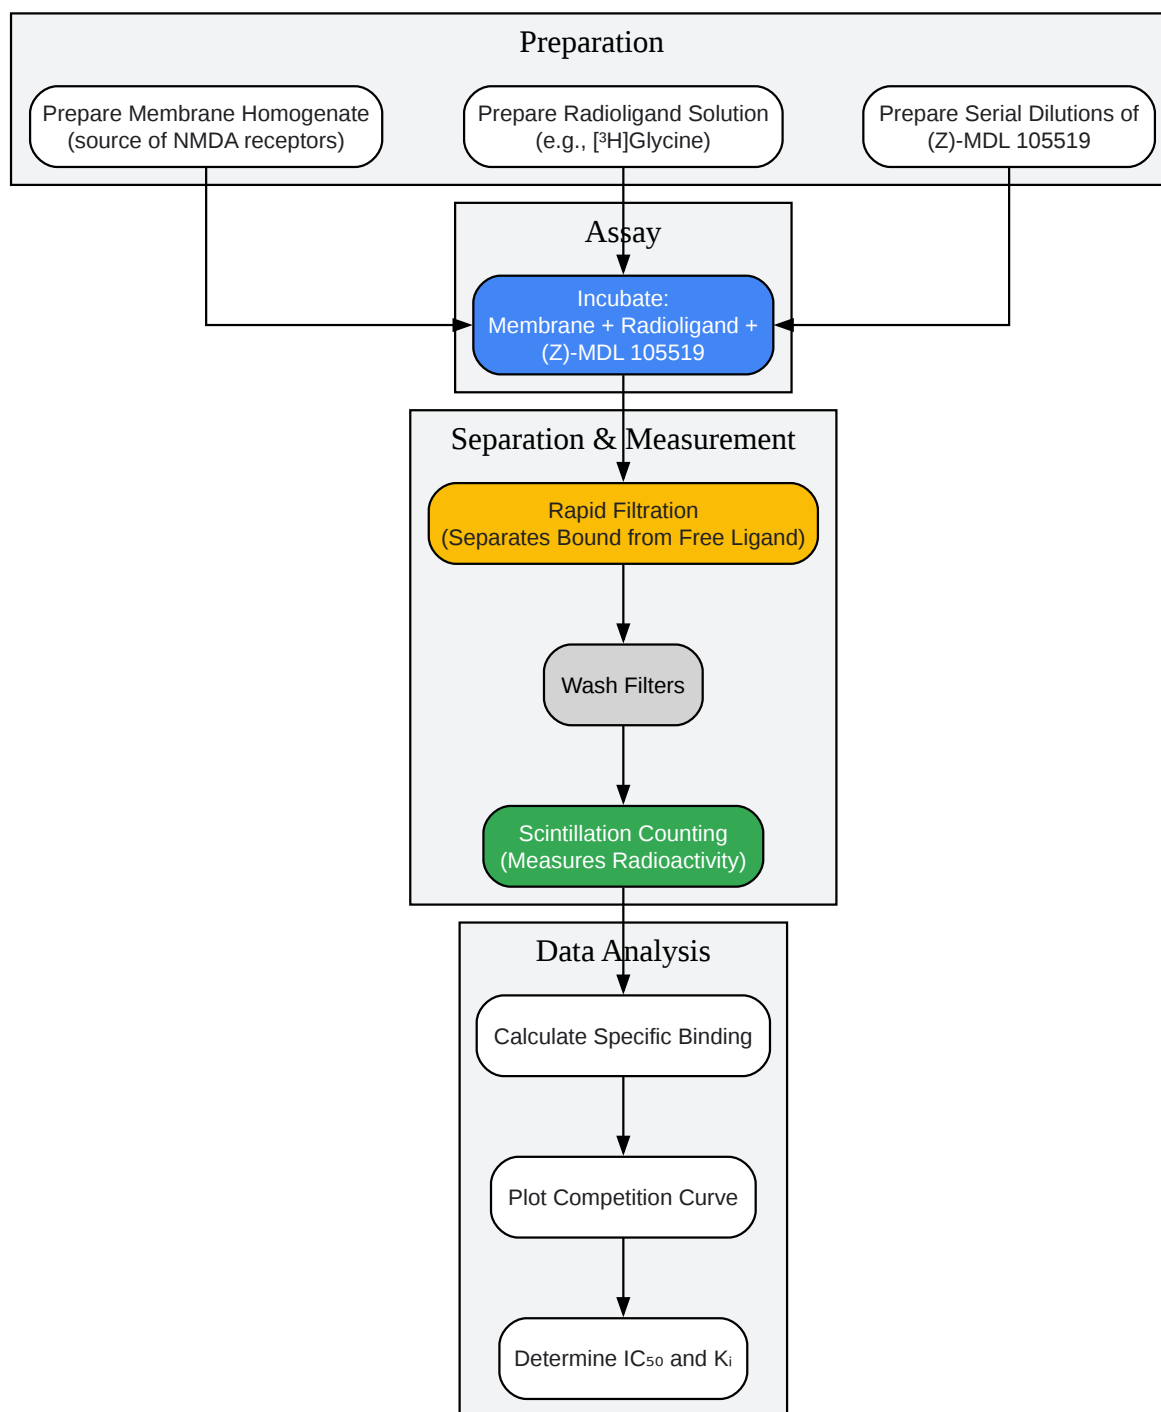 Preparation
Prepare Membrane Homogenate
(source of NMDA receptors)
Prepare Radioligand Solution
(e.g., [³H]Glycine)
Prepare Serial Dilutions of
(Z)-MDL 105519
Assay
Incubate:
Membrane + Radioligand +
(Z)-MDL 105519
Separation & Measurement
Rapid Filtration
(Separates Bound from Free Ligand)
Wash Filters
Scintillation Counting
(Measures Radioactivity)
Data Analysis
Calculate Specific Binding
Plot Competition Curve
Determine IC₅₀ and Kᵢ